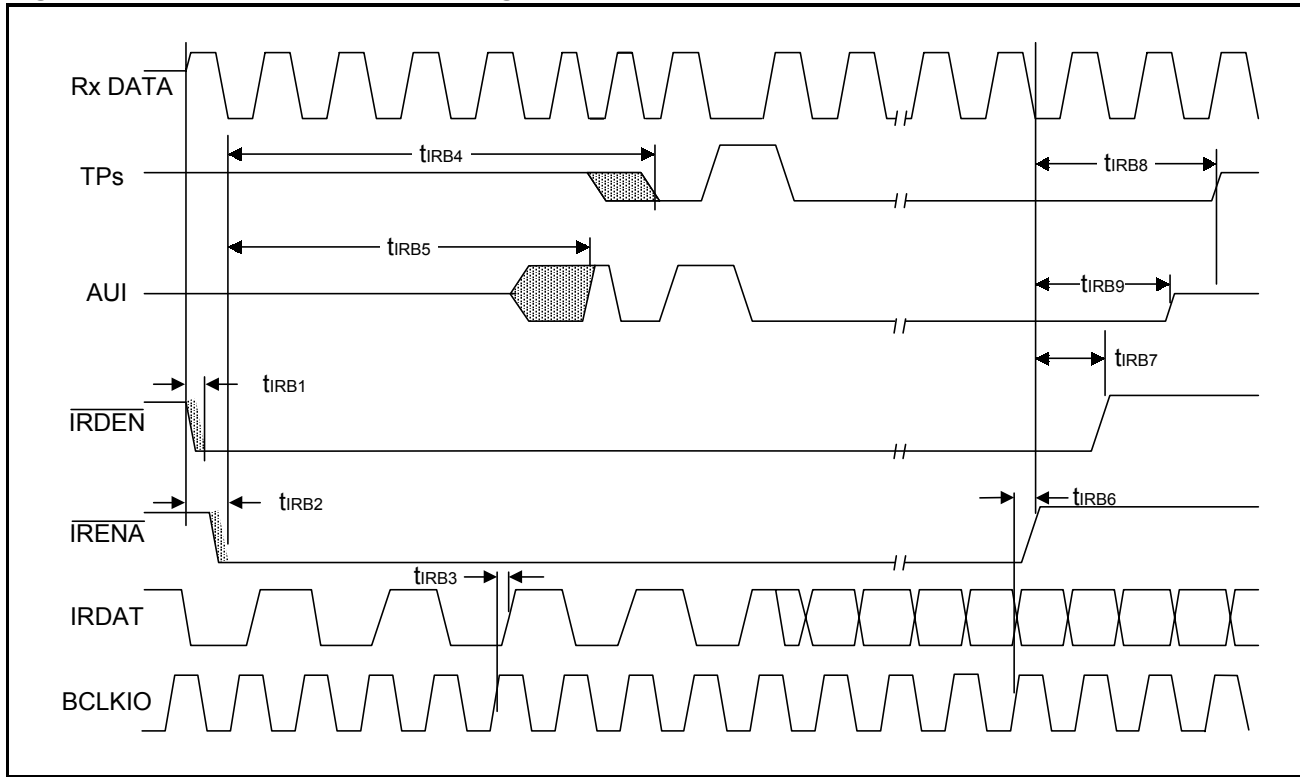 Rx DATA
tIRB4
tIRB8
TPs
tIRB5
tIRB9
AUI
tIRB7
tIRB1
IRDEN
tIRB2
tIRB6
IRENA
tIRB3
IRDAT
BCLKIO